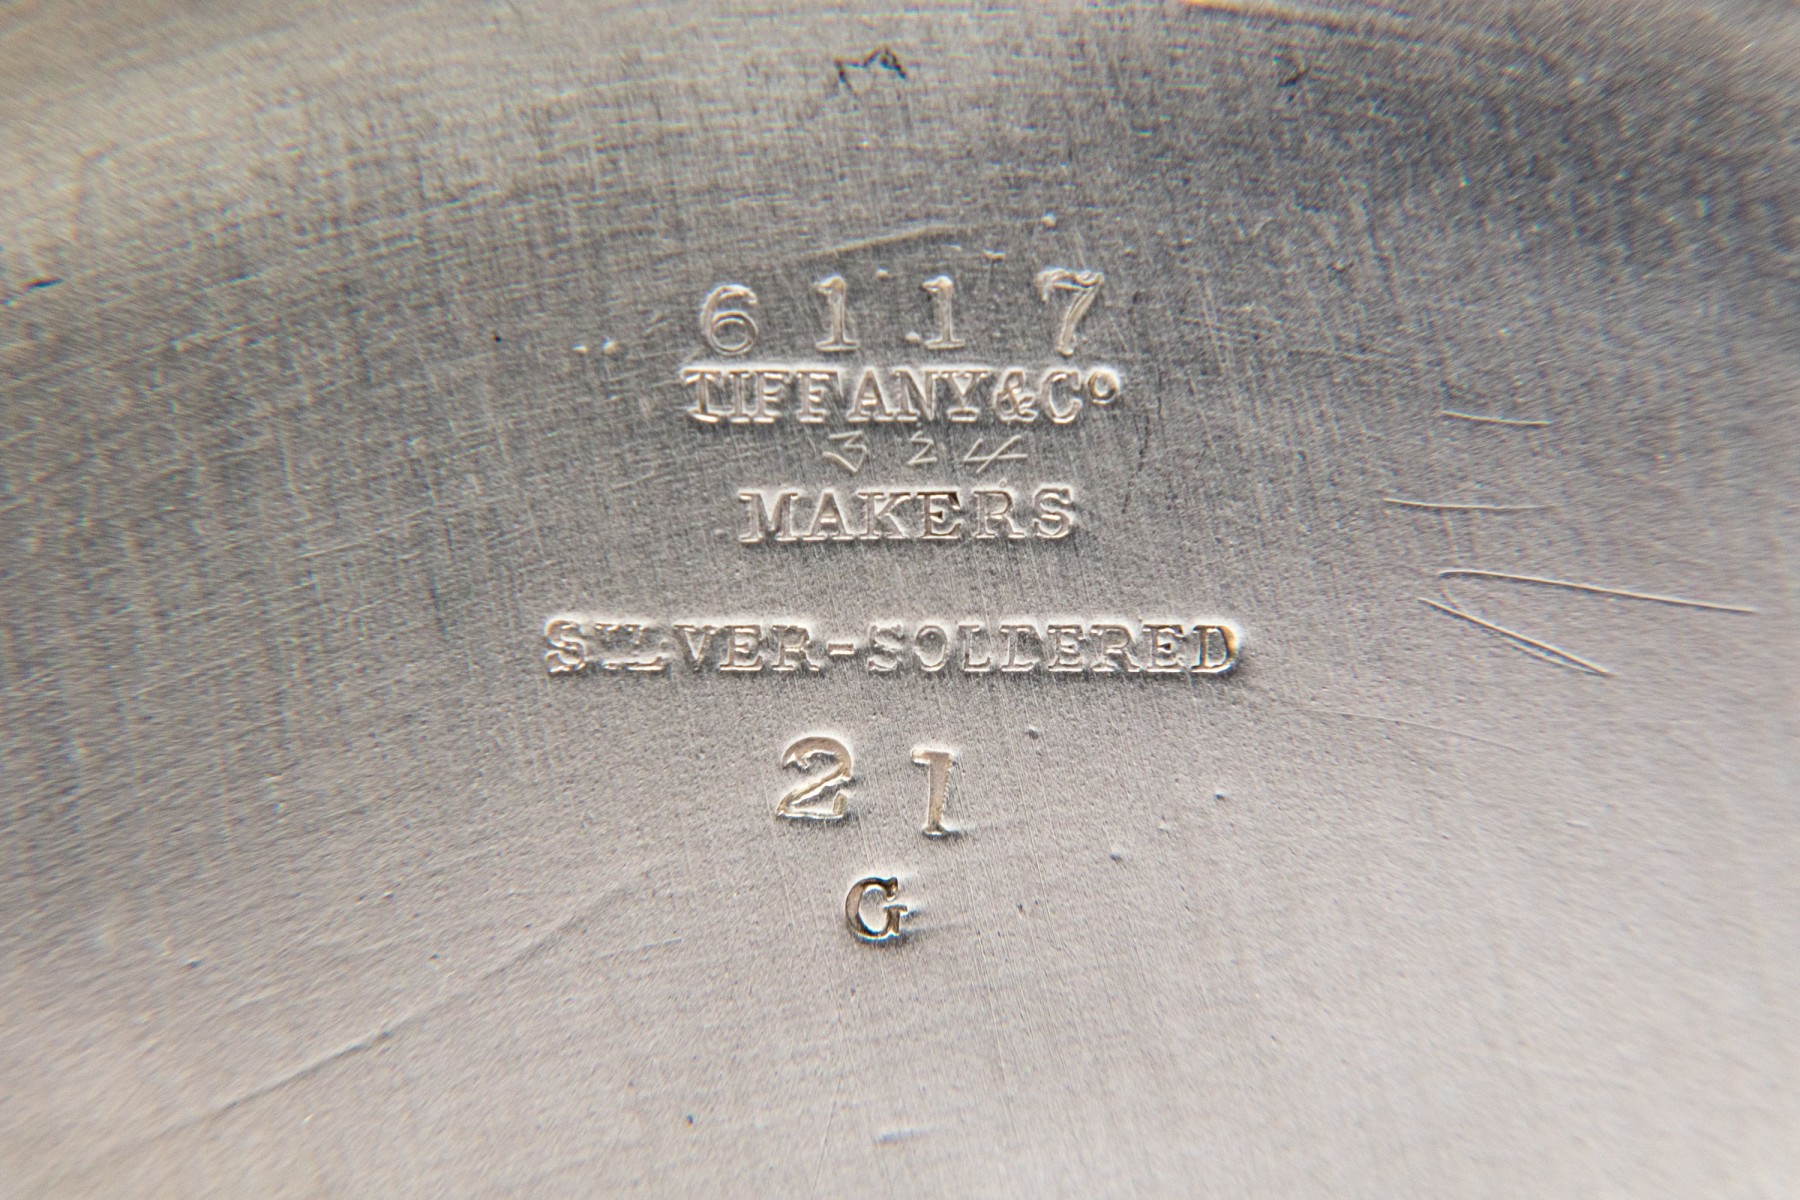 6117
TIFFANY&Cº
324
MAKERS
SILVER-SOLDERED
21
G